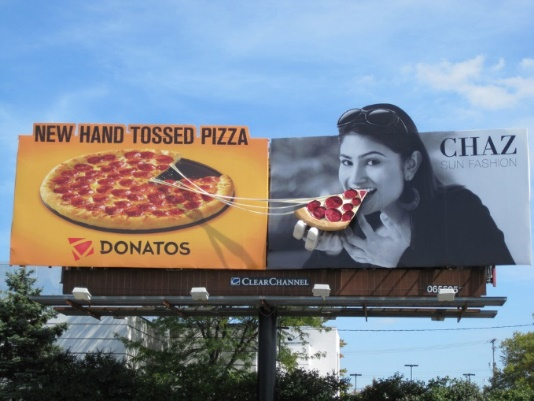 NEW HAND TOSSED PIZZA
DONATOS
CHAZ
SUN FASHION
CLEARCHANNEL